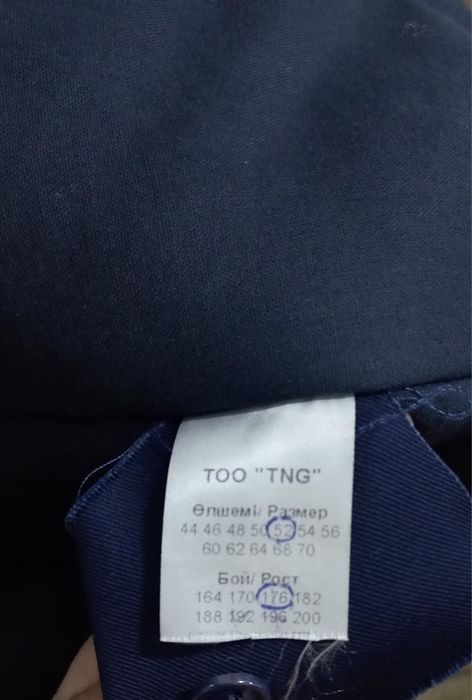 ТОО "TNG"
Өлшемі/ Размер
44 46 48 50 52 54 56
60 62 64 68 70
Бой/ Рост
164 170 176 182
188 192 196 200